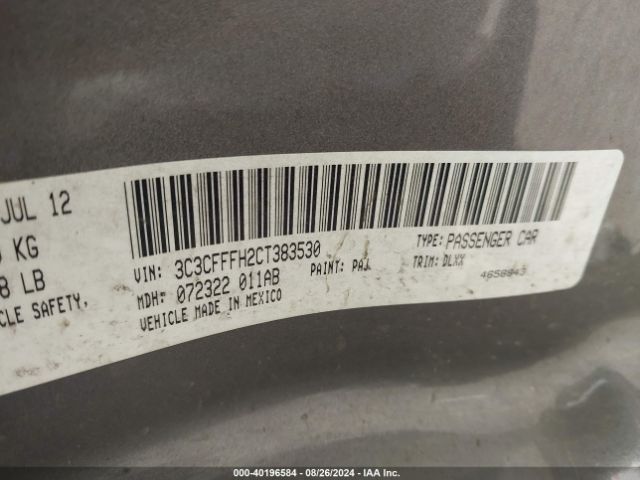 JUL 12
KG
8 LB
CLE SAFETY,
VIN: 3C3CFFFH2CT383530
MDH: 072322 011AB
VEHICLE MADE IN MEXICO
PAINT: PAJ
TYPE: PASSENGER CAR
TRIM: DLXX
4658843
000-40196584 / 08/26/2024 - IAA Inc.